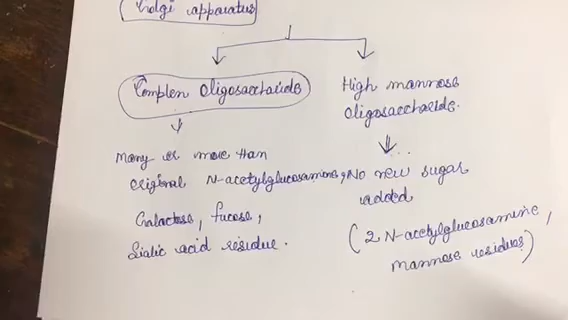 Golgi apparatus
Complex Oligosaccharide
High mannose
oligosaccharide.
Many or more than
original N-acetylglucosamine,
Galactose, fucose,
Sialic acid residue.
No new sugar
added
(2 N-acetylglucosamine,
mannose residues)